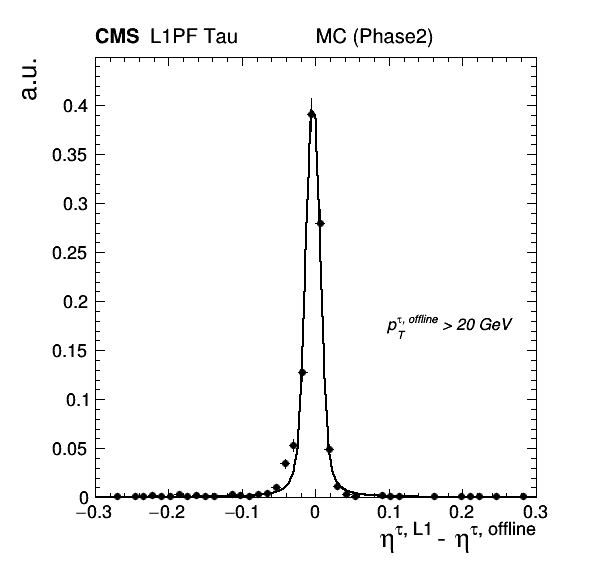 CMS L1PF Tau MC (Phase2)
a.u.
0.4
0.35
0.3
0.25
0.2
0.15
0.1
0.05
0
p_T^{τ, offline} > 20 GeV
−0.3 −0.2 −0.1 0 0.1 0.2 0.3
η^{τ, L1} - η^{τ, offline}